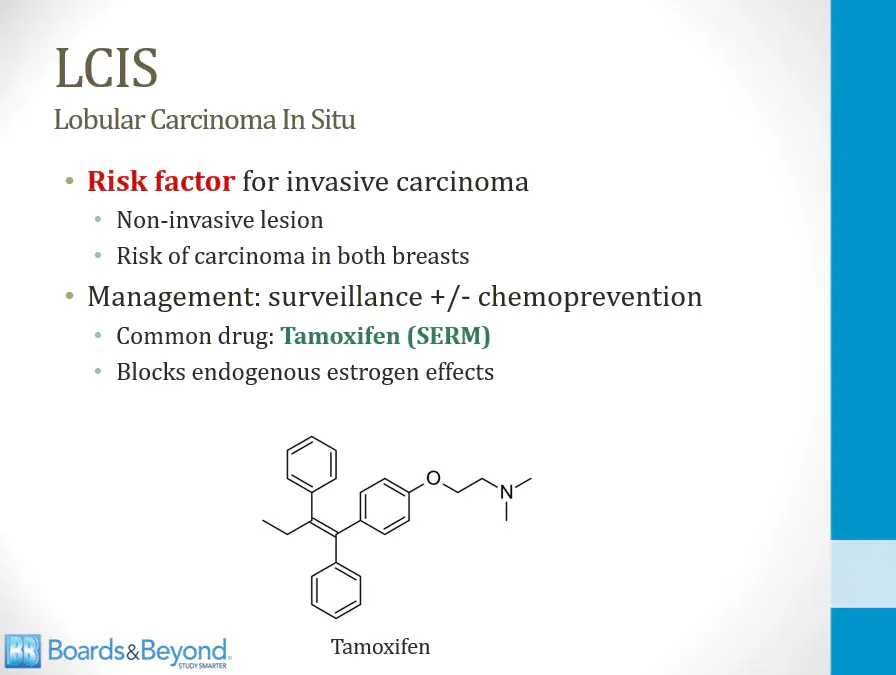 LCIS
Lobular Carcinoma In Situ
• Risk factor for invasive carcinoma
• Non-invasive lesion
• Risk of carcinoma in both breasts
• Management: surveillance +/- chemoprevention
• Common drug: Tamoxifen (SERM)
• Blocks endogenous estrogen effects
O
N
Tamoxifen
BB Boards&Beyond.
STUDY SMARTER